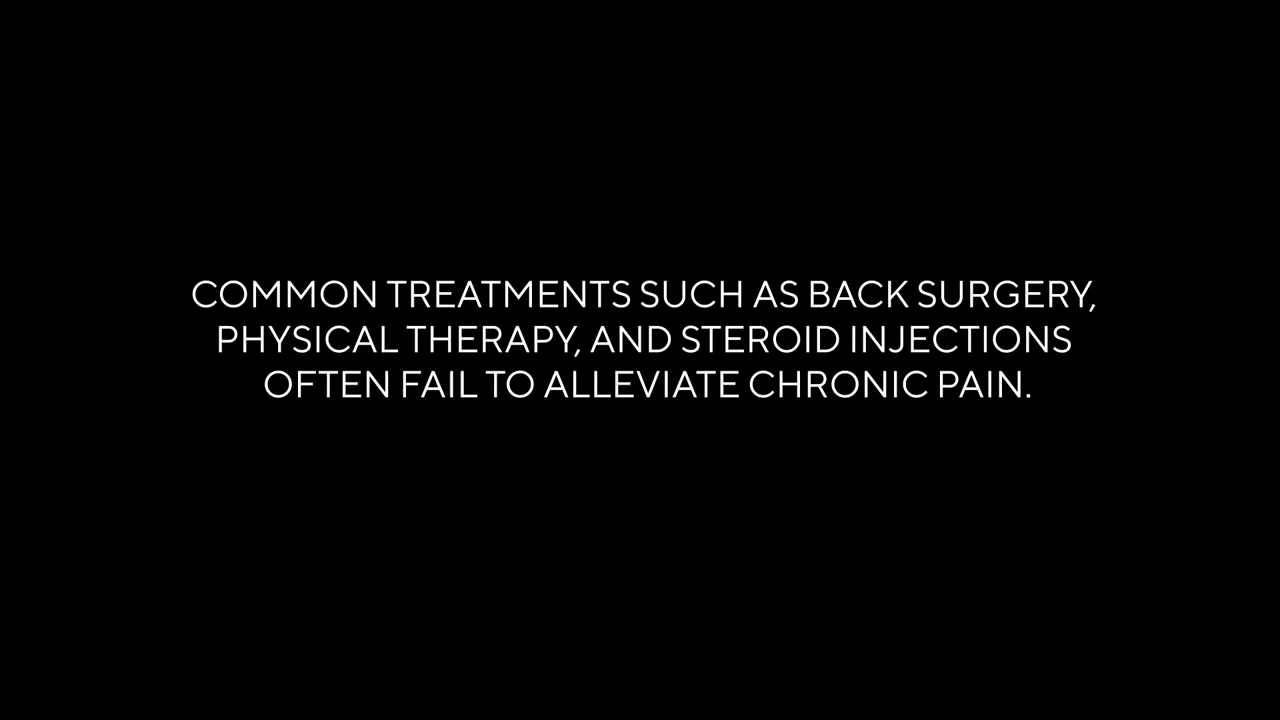 COMMON TREATMENTS SUCH AS BACK SURGERY,
PHYSICAL THERAPY, AND STEROID INJECTIONS
OFTEN FAIL TO ALLEVIATE CHRONIC PAIN.